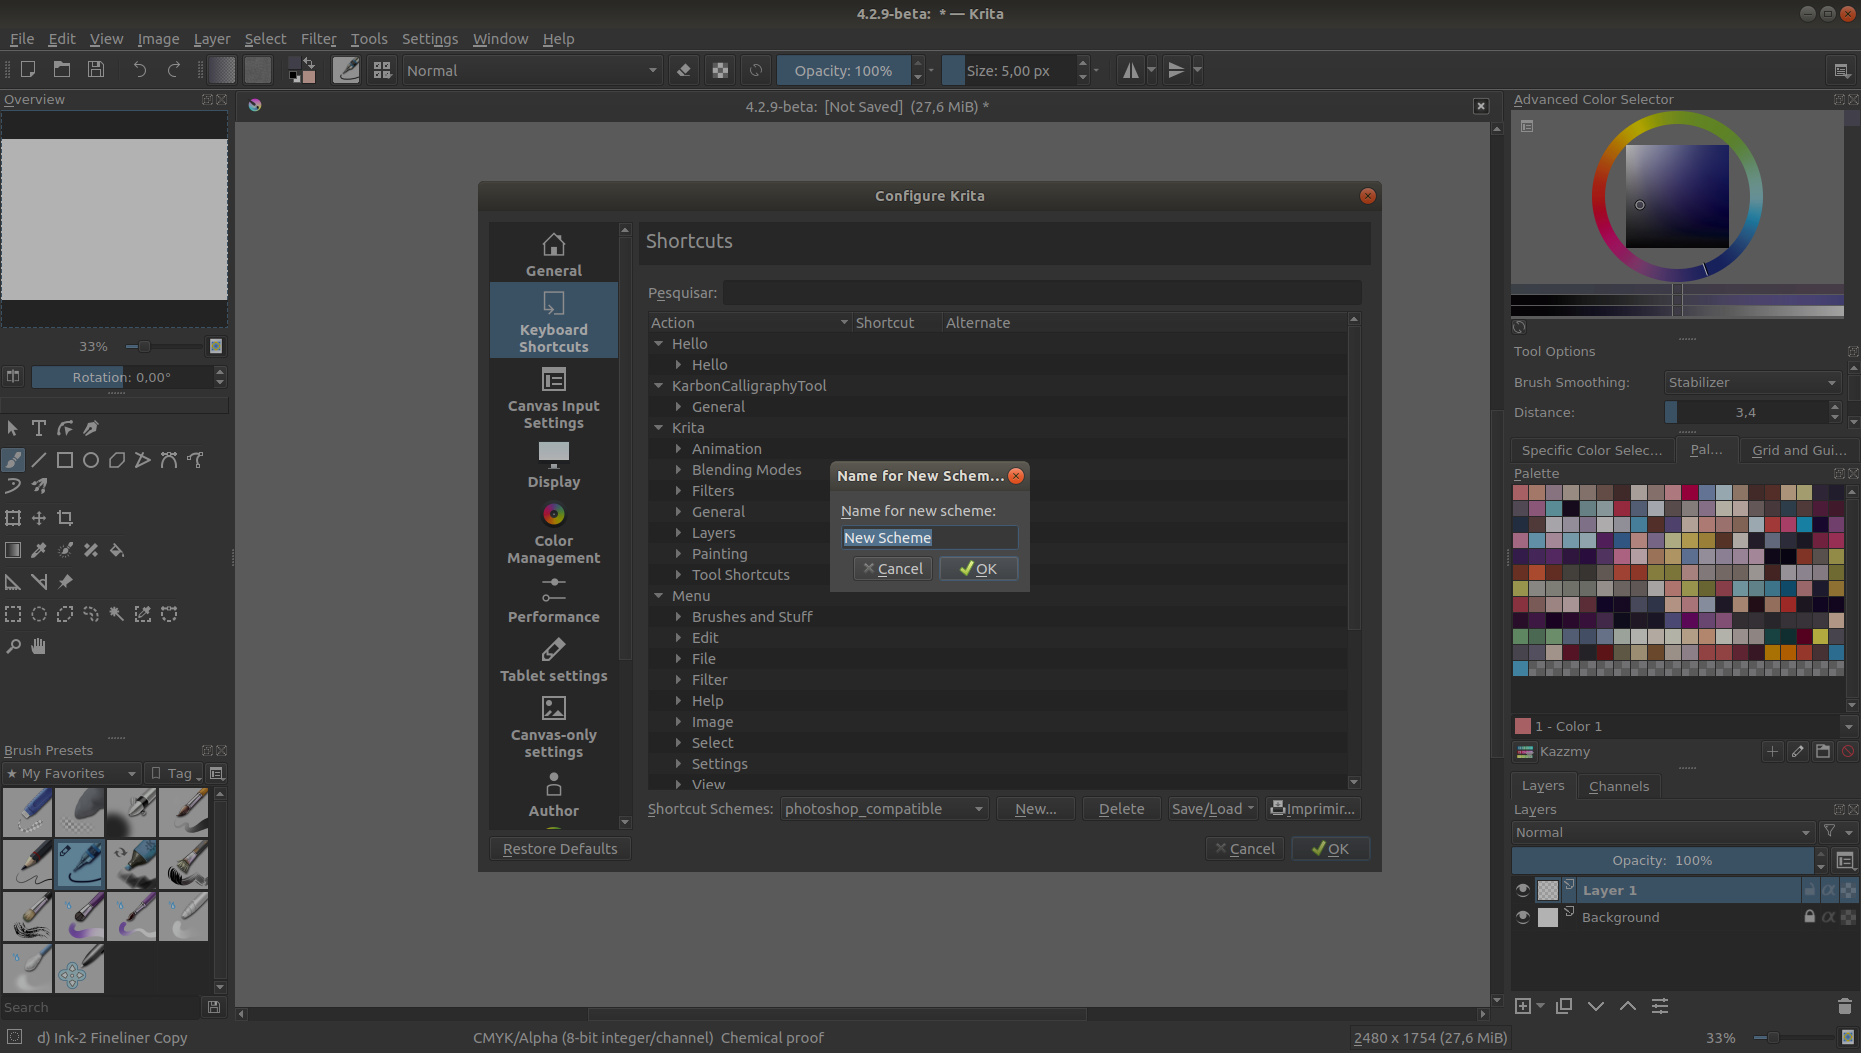 4.2.9-beta:  * — Krita
File Edit View Image Layer Select Filter Tools Settings Window Help
Normal Opacity: 100% Size: 5,00 px
Overview
4.2.9-beta:  [Not Saved]  (27,6 MiB) *
Advanced Color Selector
33%
Rotation: 0,00°
Configure Krita
General
Keyboard
Shortcuts
Canvas Input
Settings
Display
Color
Management
Performance
Tablet settings
Canvas-only
settings
Author
Shortcuts
Pesquisar:
Action Shortcut Alternate
Hello
Hello
KarbonCalligraphyTool
General
Krita
Animation
Blending Modes
Filters
General
Layers
Painting
Tool Shortcuts
Menu
Brushes and Stuff
Edit
File
Filter
Help
Image
Select
Settings
View
Shortcut Schemes: photoshop_compatible New... Delete Save/Load Imprimir...
Restore Defaults Cancel OK
Name for New Schem...
Name for new scheme:
New Scheme
Cancel OK
Tool Options
Brush Smoothing: Stabilizer
Distance: 3,4
Specific Color Selec... Pal... Grid and Gui...
Palette
1 - Color 1
Kazzmy
Layers Channels
Layers
Normal
Opacity:  100%
Layer 1
Background
Brush Presets
★ My Favorites Tag
Search
d) Ink-2 Fineliner Copy CMYK/Alpha (8-bit integer/channel)  Chemical proof 2480 x 1754 (27,6 MiB) 33%